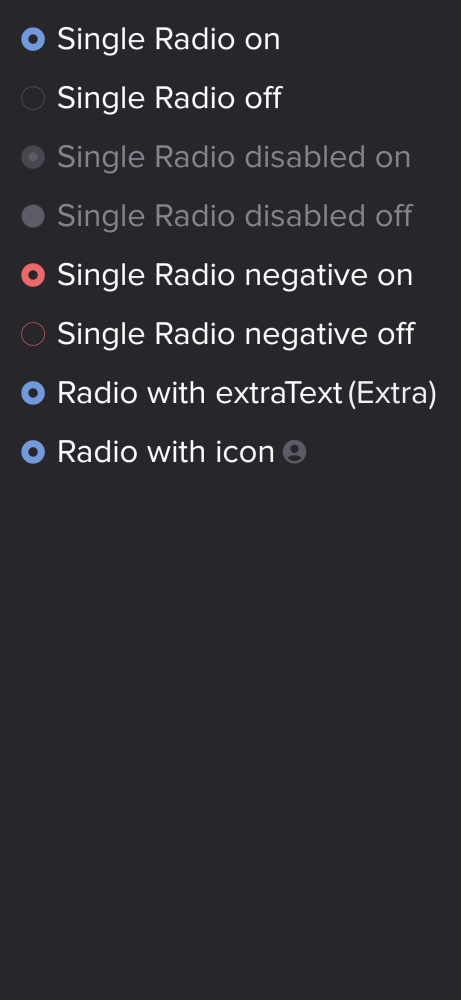 Single Radio on
Single Radio off
Single Radio disabled on
Single Radio disabled off
Single Radio negative on
Single Radio negative off
Radio with extraText (Extra)
Radio with icon